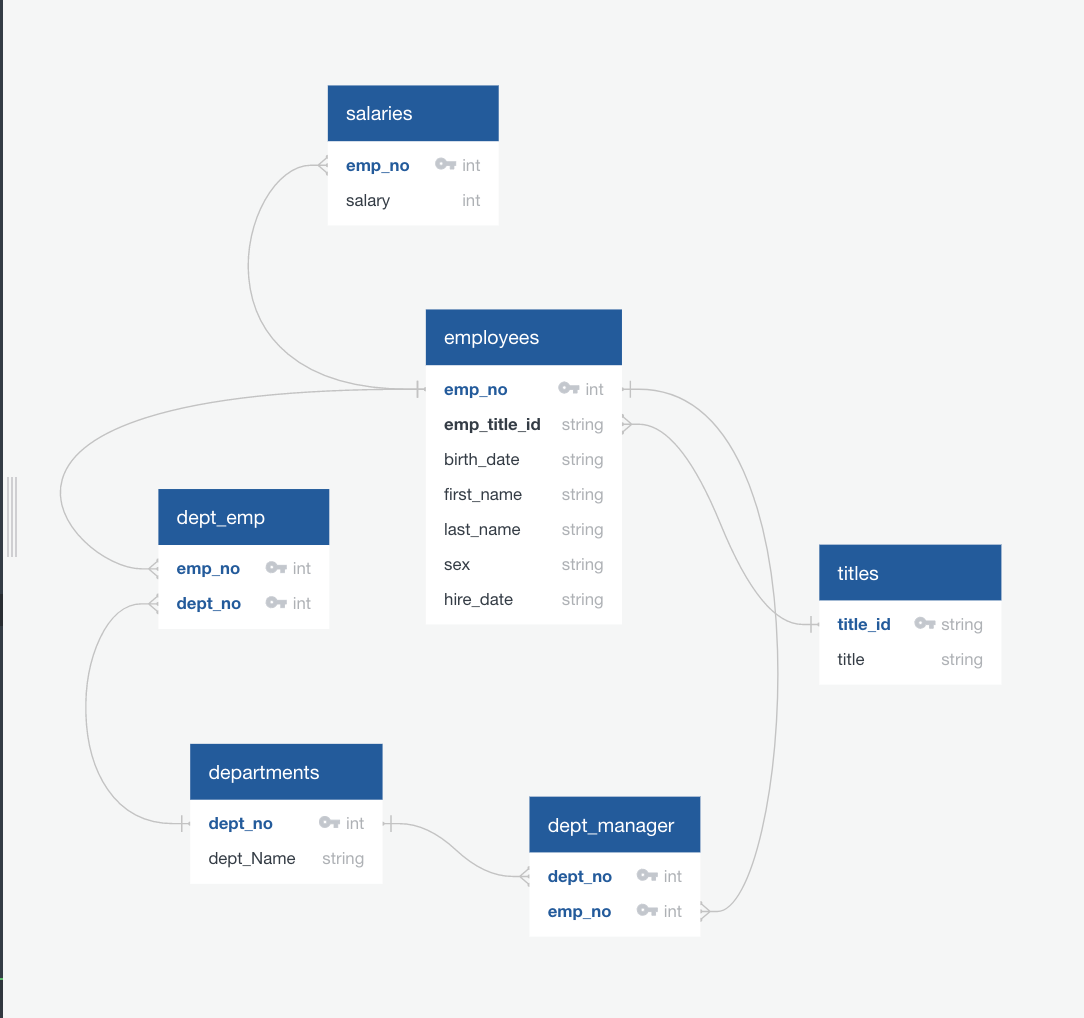 salaries
emp_no int
salary int
employees
emp_no int
emp_title_id string
birth_date string
first_name string
last_name string
sex string
hire_date string
dept_emp
emp_no int
dept_no int
titles
title_id string
title string
departments
dept_no int
dept_Name string
dept_manager
dept_no int
emp_no int